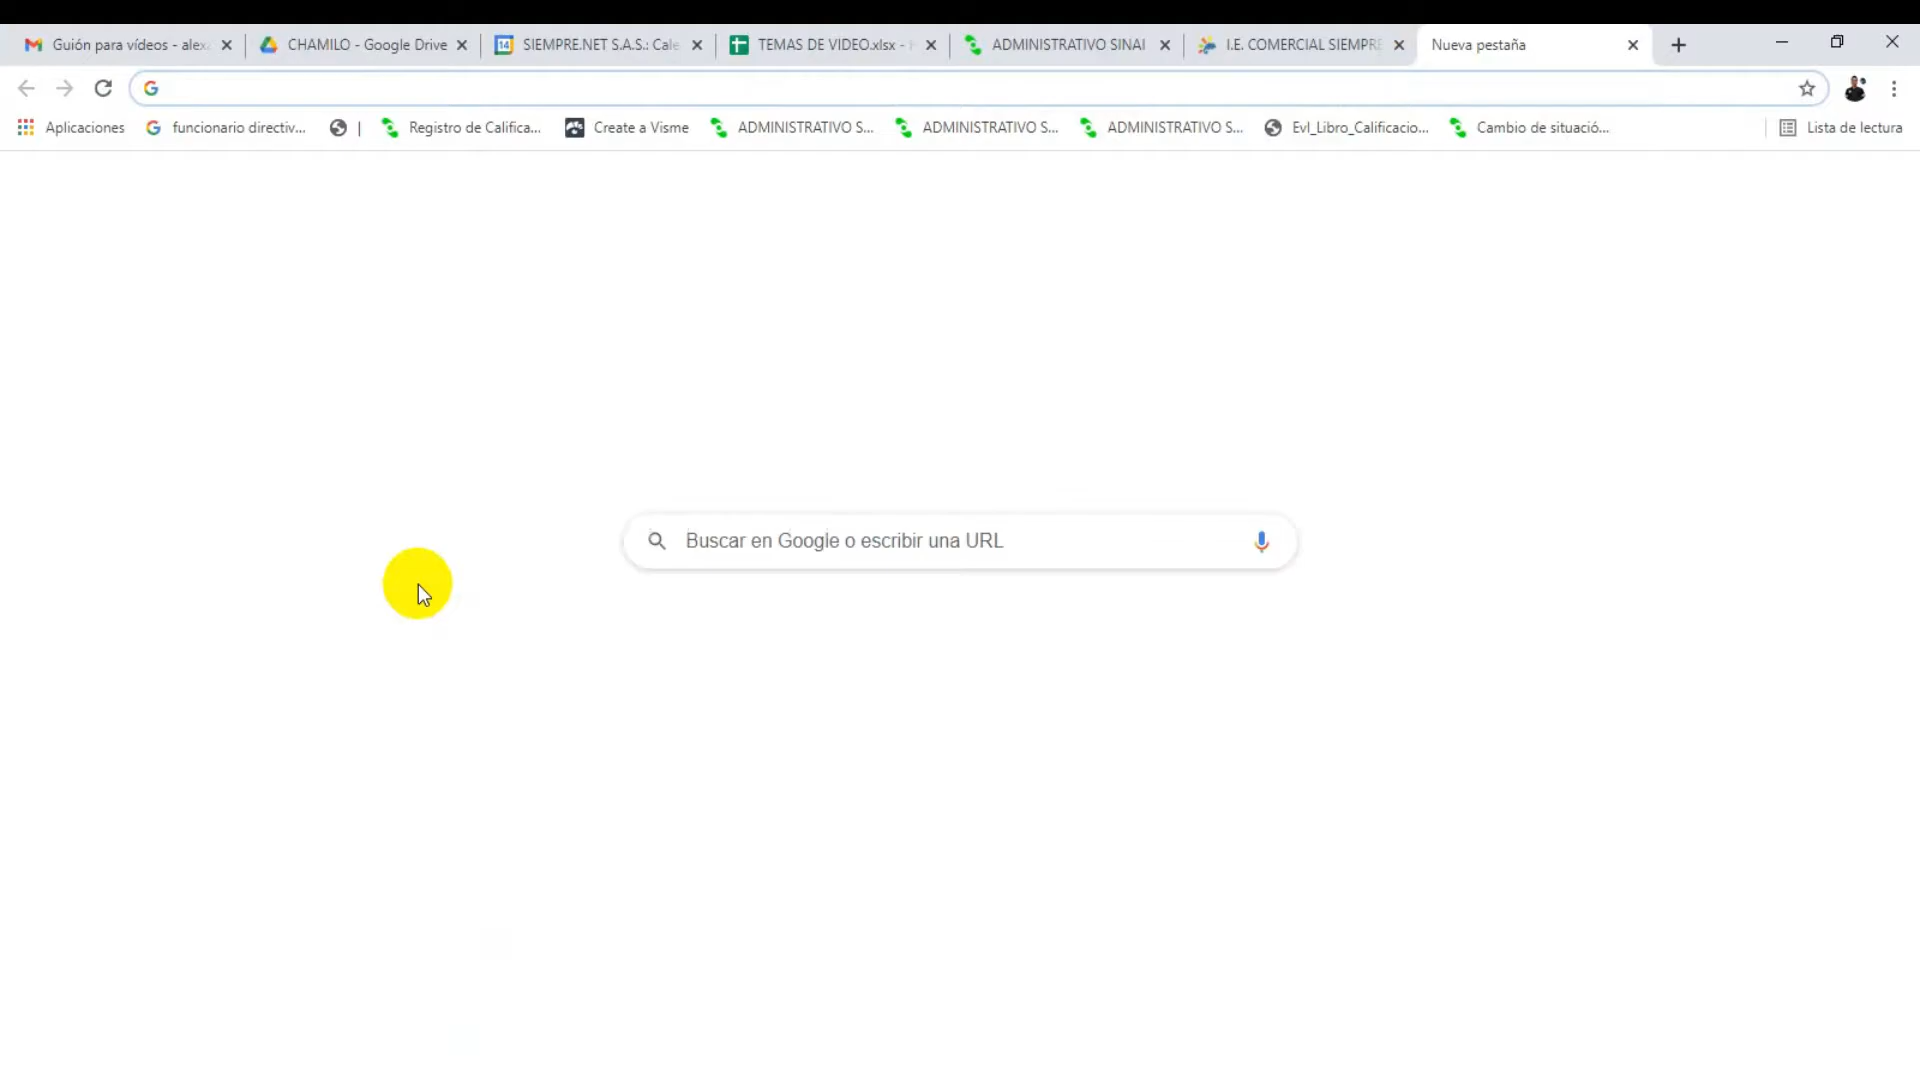 Guión para vídeos - alex
CHAMILO - Google Drive
14 SIEMPRE.NET S.A.S.: Cale
TEMAS DE VIDEO.xlsx -
ADMINISTRATIVO SINAI
I.E. COMERCIAL SIEMPRE
Nueva pestaña
Aplicaciones
funcionario directiv...
|
Registro de Califica...
Create a Visme
ADMINISTRATIVO S...
ADMINISTRATIVO S...
ADMINISTRATIVO S...
Evl_Libro_Calificacio...
Cambio de situació...
Lista de lectura
Buscar en Google o escribir una URL